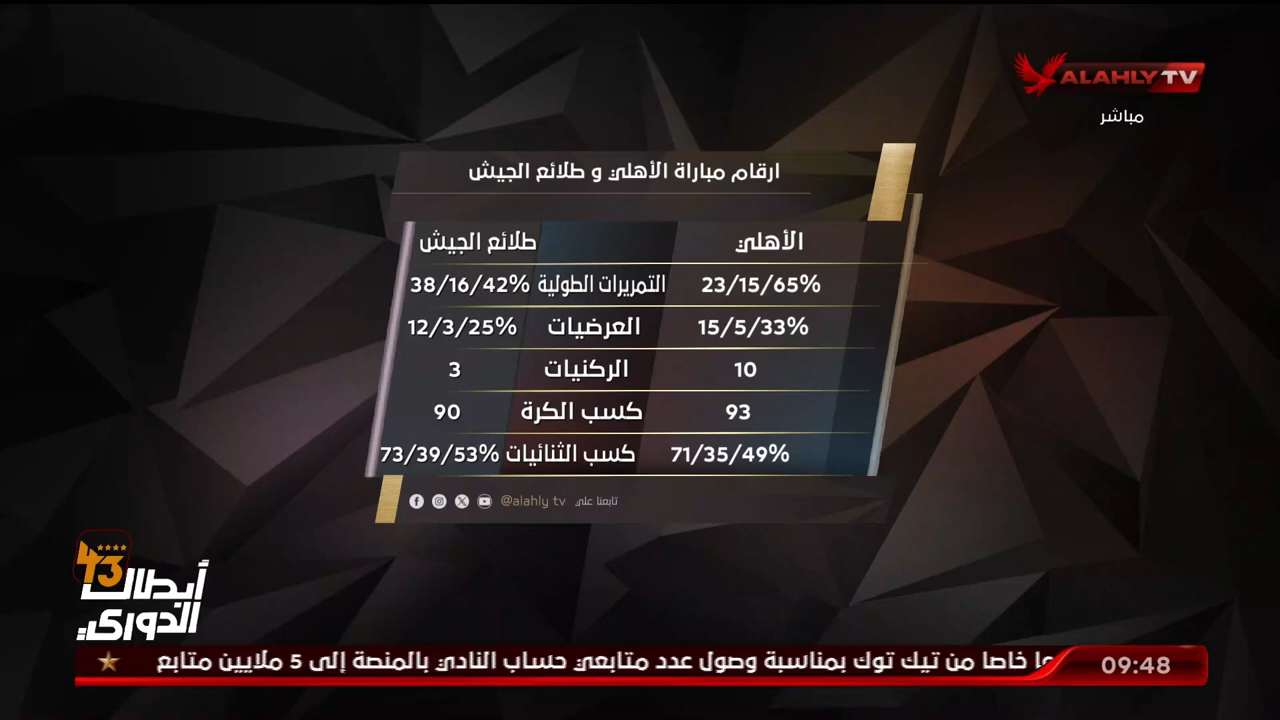 ALAHLY TV
مباشر
ارقام مباراة الأهلي و طلائع الجيش
الأهلي طلائع الجيش
23/15/65% التمريرات الطولية 38/16/42%
15/5/33% العرضيات 12/3/25%
10 الركنيات 3
93 كسب الكرة 90
71/35/49% كسب الثنائيات 73/39/53%
تابعنا علي @alahly tv
43
أبطال
الدوري
09:48 خاصا من تيك توك بمناسبة وصول عدد متابعي حساب النادي بالمنصة إلى 5 ملايين متابع